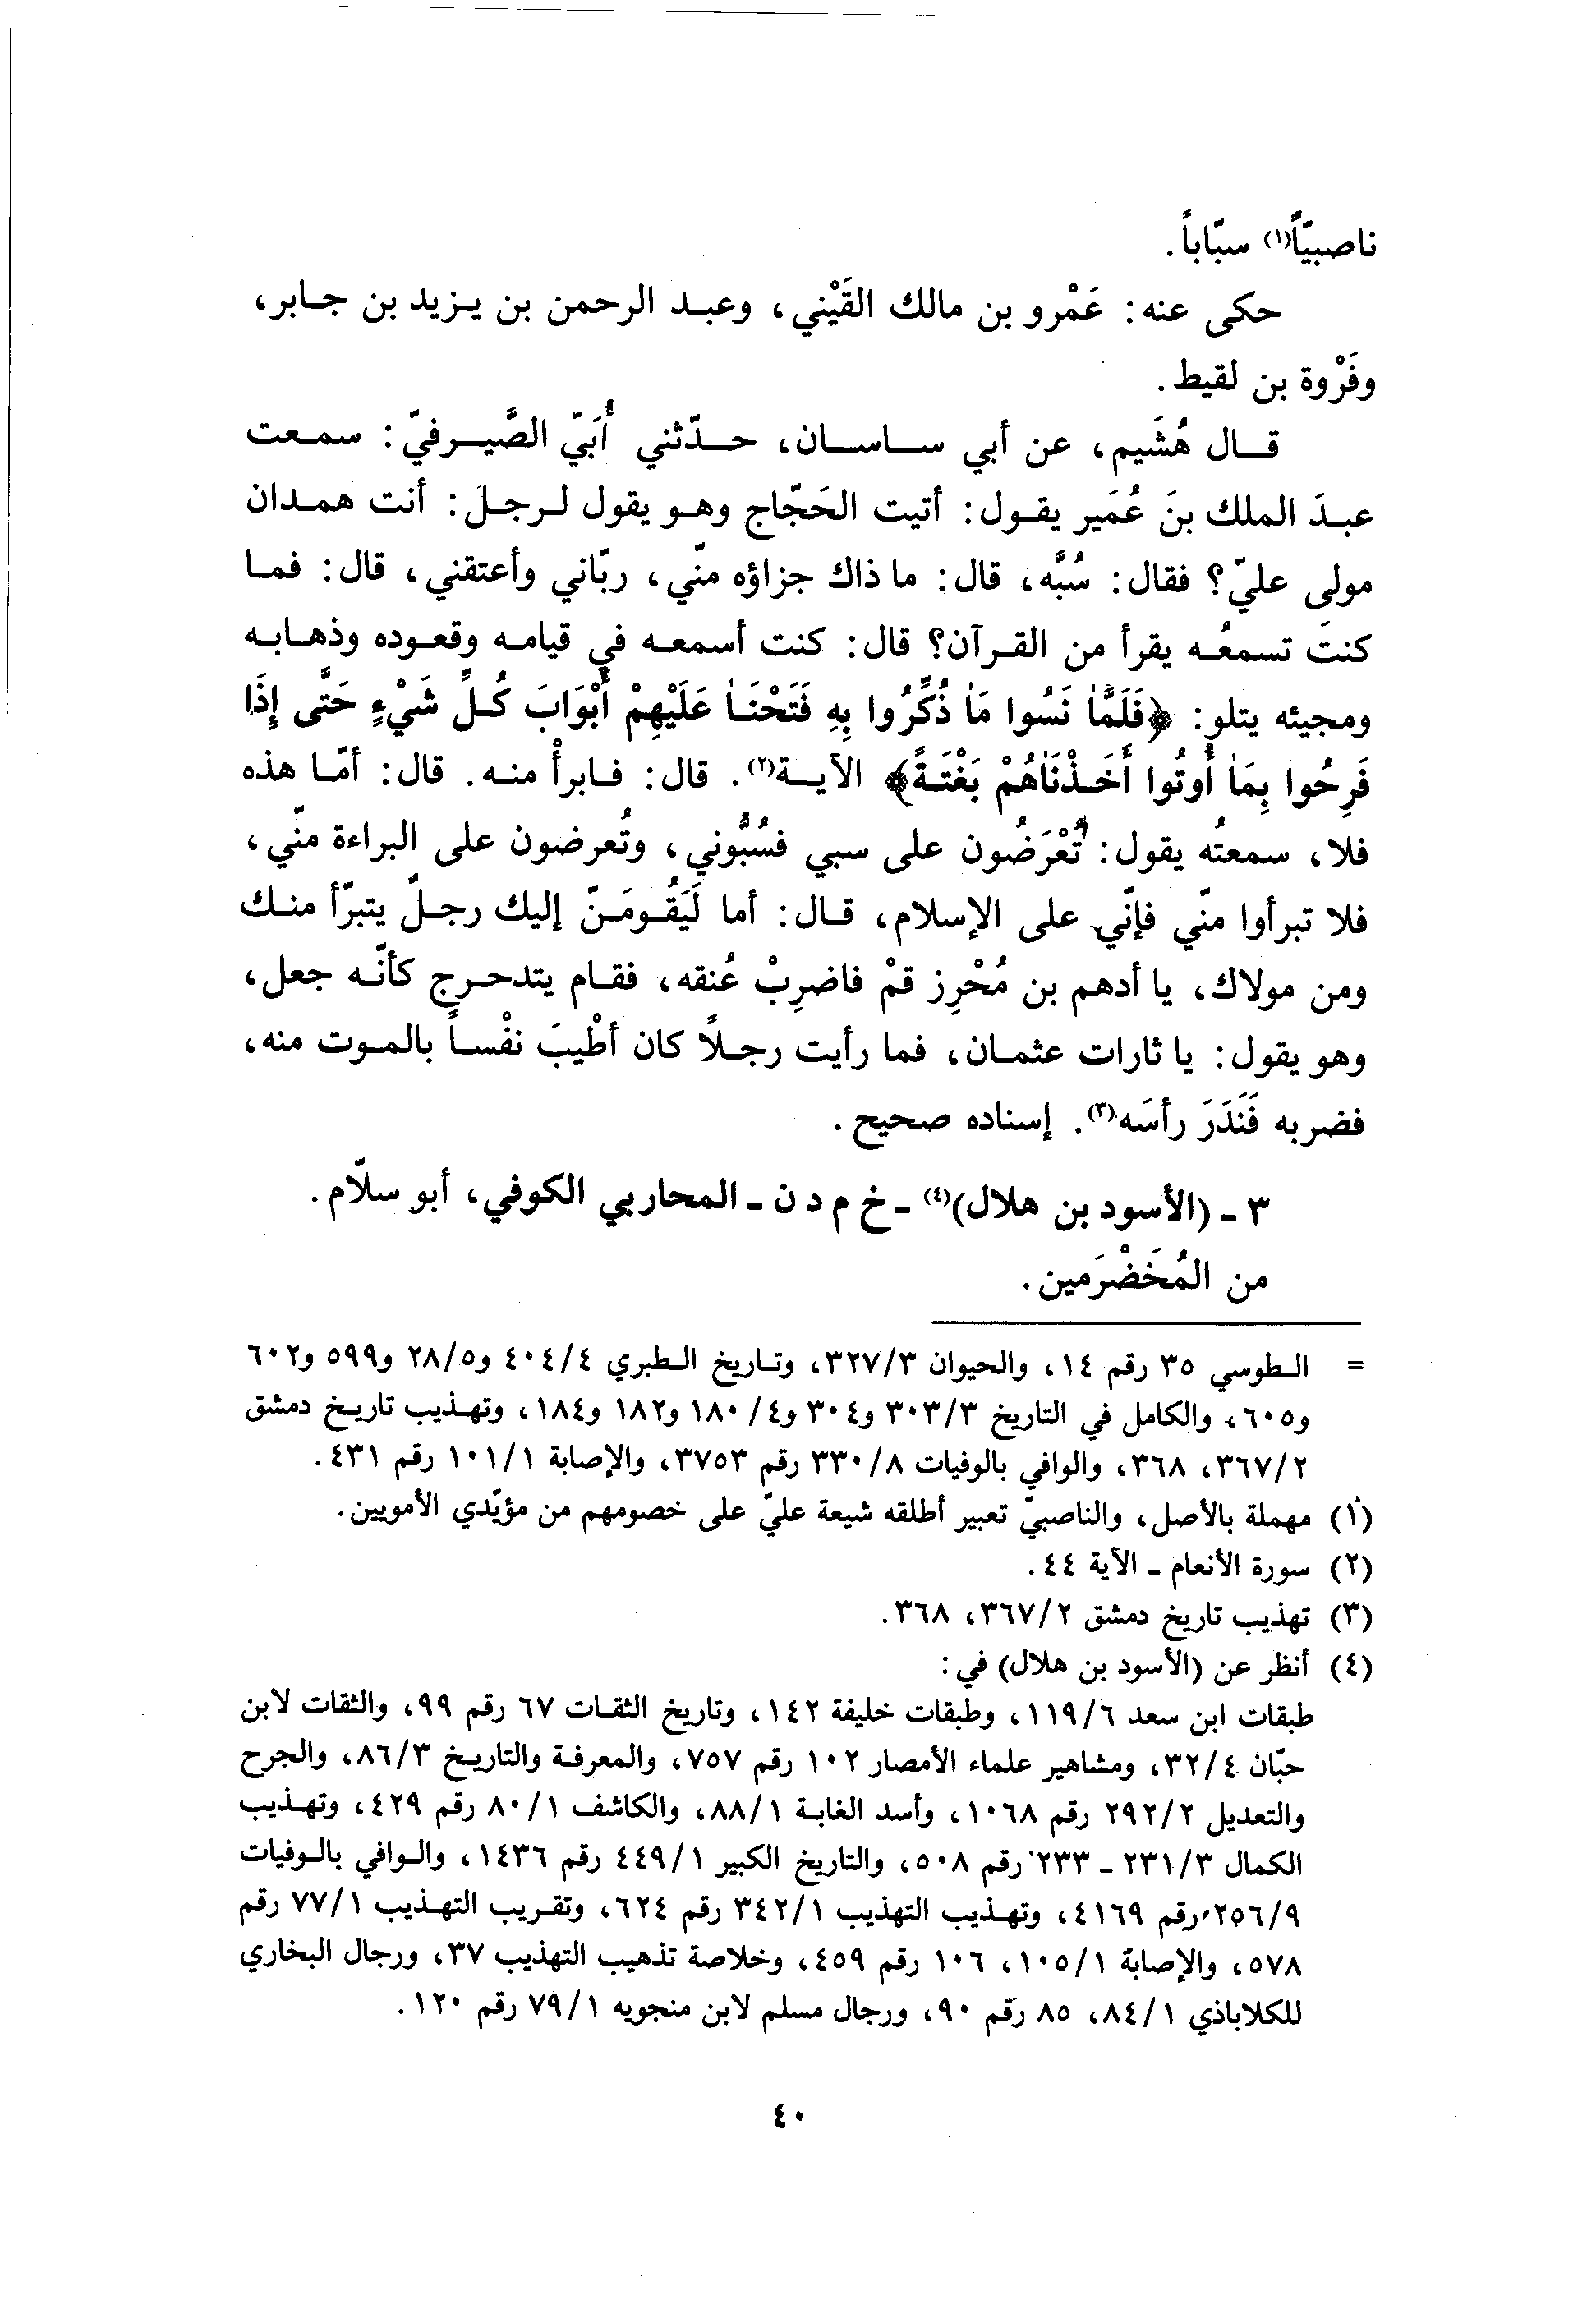 ناصبيّاً(١) سبّاباً.
حكى عنه: عَمْرو بن مالك القَيْني، وعبد الرحمن بن يزيد بن جابر،
وفَرْوة بن لقيط.
قال هُشَيم، عن أبي ساسان، حدّثني أُبَيّ الصَّيرفيّ: سمعت
عبدَ الملك بنَ عُمَير يقول: أتيت الحَجّاج وهو يقول لرجل: أنت همدان
مولى عليّ؟ فقال: سُبَّه، قال: ما ذاك جزاؤه منّي، ربّاني وأعتقني، قال: فما
كنتَ تسمعُه يقرأ من القرآن؟ قال: كنت أسمعه في قيامه وقعوده وذهابه
ومجيئه يتلو: ﴿فَلَمَّا نَسُوا مَا ذُكِّرُوا بِهِ فَتَحْنَا عَلَيْهِمْ أَبْوَابَ كُلِّ شَيْءٍ حَتَّى إِذَا
فَرِحُوا بِمَا أُوتُوا أَخَذْنَاهُمْ بَغْتَةً﴾ الآية(٢). قال: فابرأْ منه. قال: أمّا هذه
فلا، سمعتُه يقول: تُعْرَضُون على سبي فسُبُّوني، وتُعرضون على البراءة منّي،
فلا تبرأوا منّي فإنّي على الإسلام، قال: أما لَيَقُومَنّ إليك رجلٌ يتبرّأ منك
ومن مولاك، يا أدهم بن مُحْرِز قمْ فاضرِبْ عُنقه، فقام يتدحرج كأنّه جعل،
وهو يقول: يا ثارات عثمان، فما رأيت رجلاً كان أطْيبَ نفْساً بالموت منه،
فضربه فَنَدَرَ رأسَه(٣). إسناده صحيح.
٣ - (الأسود بن هلال)(٤) - خ م د ن - المحاربي الكوفي، أبو سلاّم.
من المُخَضْرَمين.
= الطوسي ٣٥ رقم ١٤، والحيوان ٣٢٧/٣، وتاريخ الطبري ٤٠٤/٤ و٢٨/٥ و٥٩٩ و٦٠٢
و٦٠٥، والكامل في التاريخ ٣٠٣/٣ و٣٠٤ و١٨٠/٤ و١٨٢ و١٨٤، وتهذيب تاريخ دمشق
٣٦٧/٢، ٣٦٨، والوافي بالوفيات ٣٣٠/٨ رقم ٣٧٥٣، والإصابة ١٠١/١ رقم ٤٣١.
(١) مهملة بالأصل، والناصبيّ تعبير أطلقه شيعة عليّ على خصومهم من مؤيّدي الأمويين.
(٢) سورة الأنعام - الآية ٤٤.
(٣) تهذيب تاريخ دمشق ٣٦٧/٢، ٣٦٨.
(٤) أنظر عن (الأسود بن هلال) في:
طبقات ابن سعد ١١٩/٦، وطبقات خليفة ١٤٢، وتاريخ الثقات ٦٧ رقم ٩٩، والثقات لابن
حبّان ٣٢/٤، ومشاهير علماء الأمصار ١٠٢ رقم ٧٥٧، والمعرفة والتاريخ ٨٦/٣، والجرح
والتعديل ٢٩٢/٢ رقم ١٠٦٨، وأسد الغابة ٨٨/١، والكاشف ٨٠/١ رقم ٤٢٩، وتهذيب
الكمال ٢٣١/٣ - ٢٣٣ رقم ٥٠٨، والتاريخ الكبير ٤٤٩/١ رقم ١٤٣٦، والوافي بالوفيات
٢٥٦/٩ رقم ٤١٦٩، وتهذيب التهذيب ٣٤٢/١ رقم ٦٢٤، وتقريب التهذيب ٧٧/١ رقم
٥٧٨، والإصابة ١٠٥/١، ١٠٦ رقم ٤٥٩، وخلاصة تذهيب التهذيب ٣٧، ورجال البخاري
للكلاباذي ٨٤/١، ٨٥ رقم ٩٠، ورجال مسلم لابن منجويه ٧٩/١ رقم ١٢٠.
٤٠